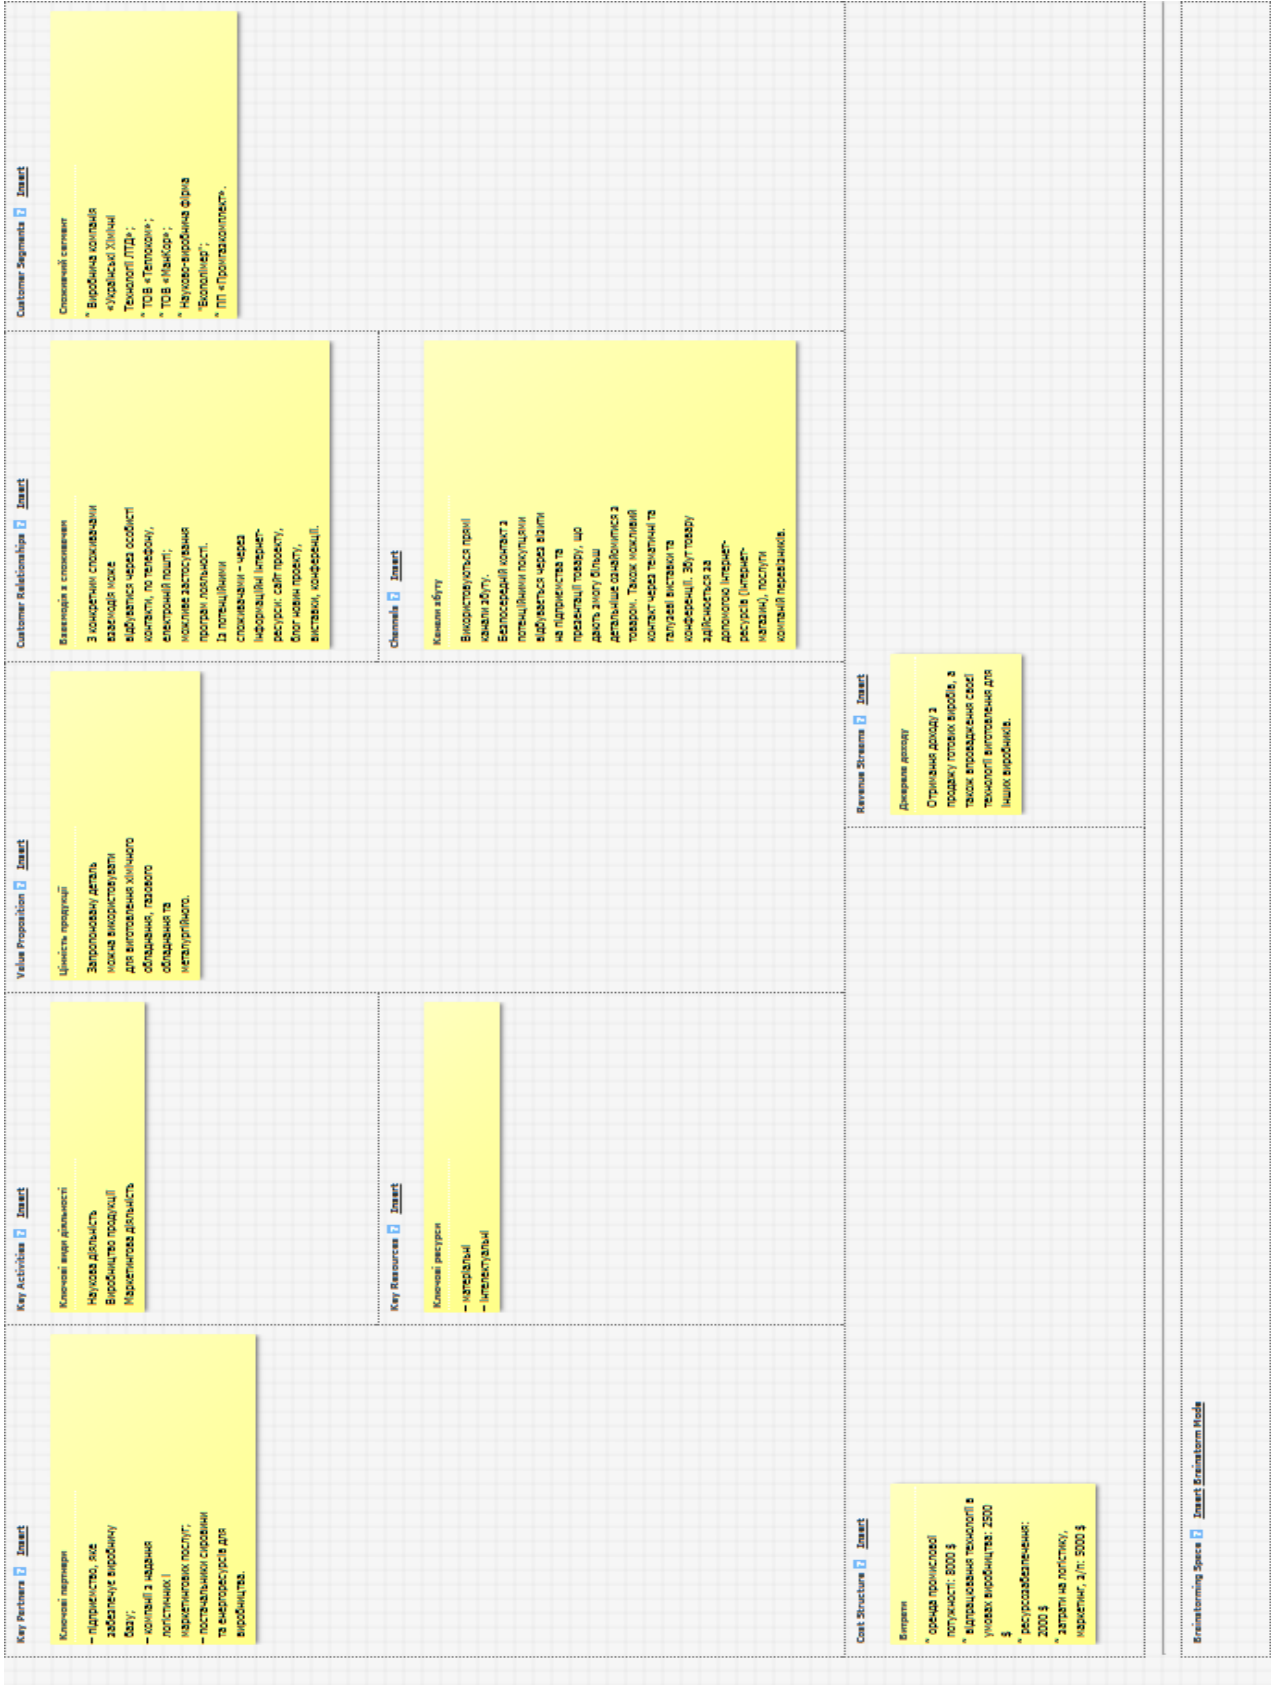 Key Partners ? Insert
Ключові партнери
– підприємство, яке
забезпечує виробничу
базу;
– компанії з надання
логістичних і
маркетингових послуг;
– постачальники сировини
та енергоресурсів для
виробництва.
Key Activities ? Insert
Ключові види діяльності
Наукова діяльність
Виробництво продукції
Маркетингова діяльність
Key Resources ? Insert
Ключові ресурси
– матеріальні
– інтелектуальні
Value Proposition ? Insert
Цінність продукції
Запропоновану деталь
можна використовувати
для виготовлення хімічного
обладнання, газового
обладнання та
металургійного.
Customer Relationships ? Insert
Взаємодія з споживачем
З конкретним споживачами
взаємодія може
відбуватися через особисті
контакти, по телефону,
електронній пошті;
можливе застосування
програм лояльності.
Із потенційними
споживачами – через
інформаційні інтернет-
ресурси: сайт проекту,
блог новин проекту,
виставки, конференції.
Channels ? Insert
Канали збуту
Використовуються прямі
канали збуту.
Безпосередній контакт з
потенційними покупцями
відбувається через візити
на підприємства та
презентації товару, що
дають змогу більш
детальніше ознайомитися з
товаром. Також можливий
контакт через тематичні та
галузеві виставки та
конференції. Збут товару
здійснюється за
допомогою інтернет-
ресурсів (інтернет-
магазин), послуги
компаній перевізників.
Customer Segments ? Insert
Споживчий сегмент
* Виробнича компанія
«Українські Хімічні
Технології ЛТД»;
* ТОВ «Теплоком»;
* ТОВ «МанКор»;
* Науково-виробнича фірма
"Екополімер";
* ПП «Промгазкомплект».
Cost Structure ? Insert
Витрати
* оренда промислової
потужності: 8000 $
* відпрацювання технології в
умовах виробництва: 2500
$
* ресурсозабезпечення:
2000 $
* затрати на логістику,
маркетинг, з/п: 5000 $
Revenue Streams ? Insert
Джерела доходу
Отримання доходу з
продажу готових виробів, а
також впровадження своєї
технології виготовлення для
інших виробників.
Brainstorming Space ? Insert Brainstorm Mode